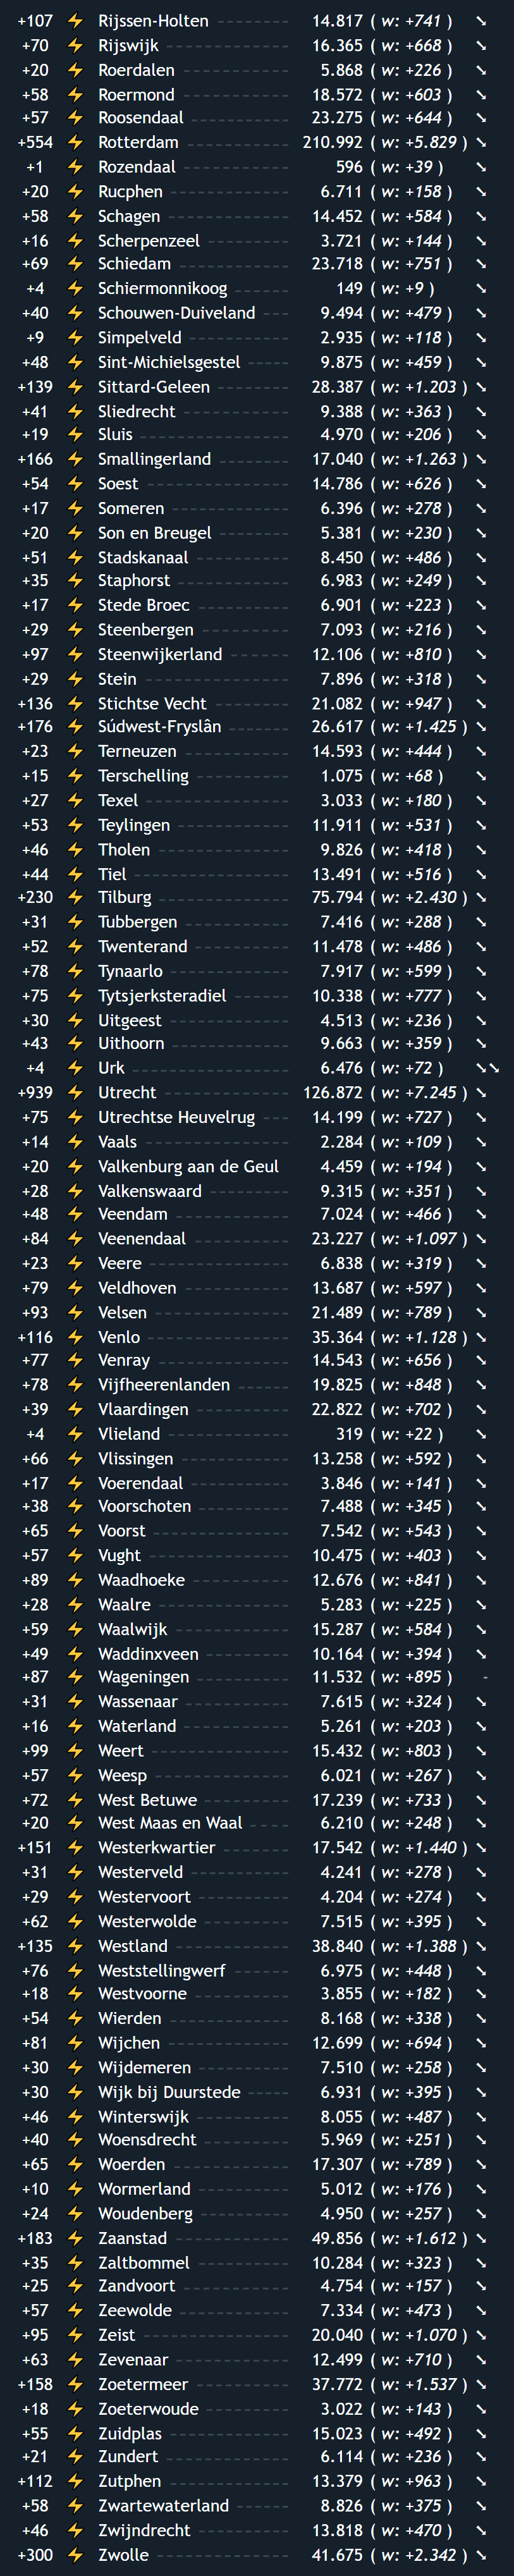 +107 ⚡ Rijssen-Holten -------- 14.817 ( w: +741 ) ➘
+70 ⚡ Rijswijk -------- 16.365 ( w: +668 ) ➘
+20 ⚡ Roerdalen -------- 5.868 ( w: +226 ) ➘
+58 ⚡ Roermond -------- 18.572 ( w: +603 ) ➘
+57 ⚡ Roosendaal -------- 23.275 ( w: +644 ) ➘
+554 ⚡ Rotterdam -------- 210.992 ( w: +5.829 ) ➘
+1 ⚡ Rozendaal -------- 596 ( w: +39 ) ➘
+20 ⚡ Rucphen -------- 6.711 ( w: +158 ) ➘
+58 ⚡ Schagen -------- 14.452 ( w: +584 ) ➘
+16 ⚡ Scherpenzeel -------- 3.721 ( w: +144 ) ➘
+69 ⚡ Schiedam -------- 23.718 ( w: +751 ) ➘
+4 ⚡ Schiermonnikoog ------ 149 ( w: +9 ) ➘
+40 ⚡ Schouwen-Duiveland --- 9.494 ( w: +479 ) ➘
+9 ⚡ Simpelveld -------- 2.935 ( w: +118 ) ➘
+48 ⚡ Sint-Michielsgestel ---- 9.875 ( w: +459 ) ➘
+139 ⚡ Sittard-Geleen -------- 28.387 ( w: +1.203 ) ➘
+41 ⚡ Sliedrecht -------- 9.388 ( w: +363 ) ➘
+19 ⚡ Sluis -------- 4.970 ( w: +206 ) ➘
+166 ⚡ Smallingerland ------- 17.040 ( w: +1.263 ) ➘
+54 ⚡ Soest -------- 14.786 ( w: +626 ) ➘
+17 ⚡ Someren -------- 6.396 ( w: +278 ) ➘
+20 ⚡ Son en Breugel ------- 5.381 ( w: +230 ) ➘
+51 ⚡ Stadskanaal -------- 8.450 ( w: +486 ) ➘
+35 ⚡ Staphorst -------- 6.983 ( w: +249 ) ➘
+17 ⚡ Stede Broec -------- 6.901 ( w: +223 ) ➘
+29 ⚡ Steenbergen -------- 7.093 ( w: +216 ) ➘
+97 ⚡ Steenwijkerland ------ 12.106 ( w: +810 ) ➘
+29 ⚡ Stein -------- 7.896 ( w: +318 ) ➘
+136 ⚡ Stichtse Vecht -------- 21.082 ( w: +947 ) ➘
+176 ⚡ Súdwest-Fryslân ------ 26.617 ( w: +1.425 ) ➘
+23 ⚡ Terneuzen -------- 14.593 ( w: +444 ) ➘
+15 ⚡ Terschelling -------- 1.075 ( w: +68 ) ➘
+27 ⚡ Texel -------- 3.033 ( w: +180 ) ➘
+53 ⚡ Teylingen -------- 11.911 ( w: +531 ) ➘
+46 ⚡ Tholen -------- 9.826 ( w: +418 ) ➘
+44 ⚡ Tiel -------- 13.491 ( w: +516 ) ➘
+230 ⚡ Tilburg -------- 75.794 ( w: +2.430 ) ➘
+31 ⚡ Tubbergen -------- 7.416 ( w: +288 ) ➘
+52 ⚡ Twenterand -------- 11.478 ( w: +486 ) ➘
+78 ⚡ Tynaarlo -------- 7.917 ( w: +599 ) ➘
+75 ⚡ Tytsjerksteradiel ------ 10.338 ( w: +777 ) ➘
+30 ⚡ Uitgeest -------- 4.513 ( w: +236 ) ➘
+43 ⚡ Uithoorn -------- 9.663 ( w: +359 ) ➘
+4 ⚡ Urk -------- 6.476 ( w: +72 ) ➘➘
+939 ⚡ Utrecht -------- 126.872 ( w: +7.245 ) ➘
+75 ⚡ Utrechtse Heuvelrug --- 14.199 ( w: +727 ) ➘
+14 ⚡ Vaals -------- 2.284 ( w: +109 ) ➘
+20 ⚡ Valkenburg aan de Geul 4.459 ( w: +194 ) ➘
+28 ⚡ Valkenswaard -------- 9.315 ( w: +351 ) ➘
+48 ⚡ Veendam -------- 7.024 ( w: +466 ) ➘
+84 ⚡ Veenendaal -------- 23.227 ( w: +1.097 ) ➘
+23 ⚡ Veere -------- 6.838 ( w: +319 ) ➘
+79 ⚡ Veldhoven -------- 13.687 ( w: +597 ) ➘
+93 ⚡ Velsen -------- 21.489 ( w: +789 ) ➘
+116 ⚡ Venlo -------- 35.364 ( w: +1.128 ) ➘
+77 ⚡ Venray -------- 14.543 ( w: +656 ) ➘
+78 ⚡ Vijfheerenlanden ------ 19.825 ( w: +848 ) ➘
+39 ⚡ Vlaardingen -------- 22.822 ( w: +702 ) ➘
+4 ⚡ Vlieland -------- 319 ( w: +22 ) ➘
+66 ⚡ Vlissingen -------- 13.258 ( w: +592 ) ➘
+17 ⚡ Voerendaal -------- 3.846 ( w: +141 ) ➘
+38 ⚡ Voorschoten -------- 7.488 ( w: +345 ) ➘
+65 ⚡ Voorst -------- 7.542 ( w: +543 ) ➘
+57 ⚡ Vught -------- 10.475 ( w: +403 ) ➘
+89 ⚡ Waadhoeke -------- 12.676 ( w: +841 ) ➘
+28 ⚡ Waalre -------- 5.283 ( w: +225 ) ➘
+59 ⚡ Waalwijk -------- 15.287 ( w: +584 ) ➘
+49 ⚡ Waddinxveen -------- 10.164 ( w: +394 ) ➘
+87 ⚡ Wageningen -------- 11.532 ( w: +895 ) -
+31 ⚡ Wassenaar -------- 7.615 ( w: +324 ) ➘
+16 ⚡ Waterland -------- 5.261 ( w: +203 ) ➘
+99 ⚡ Weert -------- 15.432 ( w: +803 ) ➘
+57 ⚡ Weesp -------- 6.021 ( w: +267 ) ➘
+72 ⚡ West Betuwe -------- 17.239 ( w: +733 ) ➘
+20 ⚡ West Maas en Waal ---- 6.210 ( w: +248 ) ➘
+151 ⚡ Westerkwartier ------- 17.542 ( w: +1.440 ) ➘
+31 ⚡ Westerveld -------- 4.241 ( w: +278 ) ➘
+29 ⚡ Westervoort -------- 4.204 ( w: +274 ) ➘
+62 ⚡ Westerwolde -------- 7.515 ( w: +395 ) ➘
+135 ⚡ Westland -------- 38.840 ( w: +1.388 ) ➘
+76 ⚡ Weststellingwerf ------ 6.975 ( w: +448 ) ➘
+18 ⚡ Westvoorne -------- 3.855 ( w: +182 ) ➘
+54 ⚡ Wierden -------- 8.168 ( w: +338 ) ➘
+81 ⚡ Wijchen -------- 12.699 ( w: +694 ) ➘
+30 ⚡ Wijdemeren -------- 7.510 ( w: +258 ) ➘
+30 ⚡ Wijk bij Duurstede ---- 6.931 ( w: +395 ) ➘
+46 ⚡ Winterswijk -------- 8.055 ( w: +487 ) ➘
+40 ⚡ Woensdrecht -------- 5.969 ( w: +251 ) ➘
+65 ⚡ Woerden -------- 17.307 ( w: +789 ) ➘
+10 ⚡ Wormerland -------- 5.012 ( w: +176 ) ➘
+24 ⚡ Woudenberg -------- 4.950 ( w: +257 ) ➘
+183 ⚡ Zaanstad -------- 49.856 ( w: +1.612 ) ➘
+35 ⚡ Zaltbommel -------- 10.284 ( w: +323 ) ➘
+25 ⚡ Zandvoort -------- 4.754 ( w: +157 ) ➘
+57 ⚡ Zeewolde -------- 7.334 ( w: +473 ) ➘
+95 ⚡ Zeist -------- 20.040 ( w: +1.070 ) ➘
+63 ⚡ Zevenaar -------- 12.499 ( w: +710 ) ➘
+158 ⚡ Zoetermeer -------- 37.772 ( w: +1.537 ) ➘
+18 ⚡ Zoeterwoude -------- 3.022 ( w: +143 ) ➘
+55 ⚡ Zuidplas -------- 15.023 ( w: +492 ) ➘
+21 ⚡ Zundert -------- 6.114 ( w: +236 ) ➘
+112 ⚡ Zutphen -------- 13.379 ( w: +963 ) ➘
+58 ⚡ Zwartewaterland ------ 8.826 ( w: +375 ) ➘
+46 ⚡ Zwijndrecht -------- 13.818 ( w: +470 ) ➘
+300 ⚡ Zwolle -------- 41.675 ( w: +2.342 ) ➘